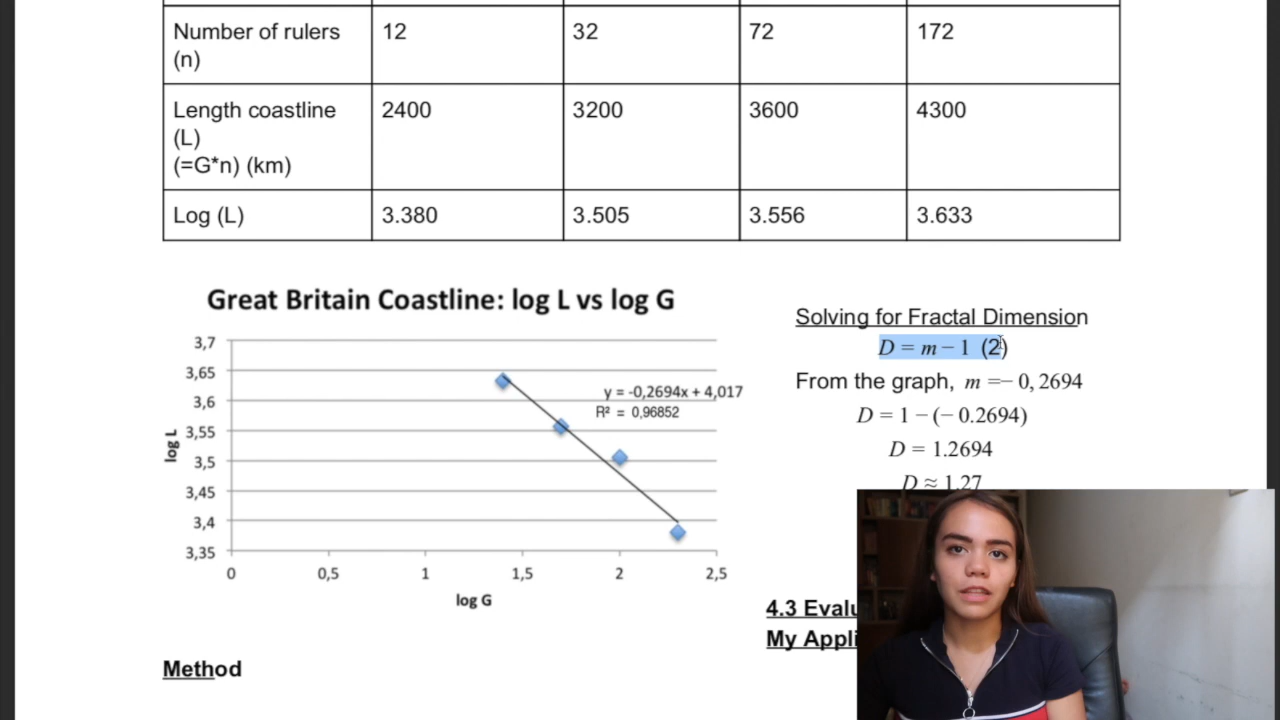 Number of rulers 12 32 72 172
(n)
Length coastline 2400 3200 3600 4300
(L)
(=G*n) (km)
Log (L) 3.380 3.505 3.556 3.633
Great Britain Coastline: log L vs log G
3,7
3,65
3,6
3,55
3,5
3,45
3,4
3,35
log L
y = -0,2694x + 4,017
R² = 0,96852
0 0,5 1 1,5 2 2,5
log G
Solving for Fractal Dimension
D = m − 1 (2)
From the graph, m =− 0, 2694
D = 1 − (− 0.2694)
D = 1.2694
D ≈ 1.27
4.3 Evalu
My Appli
Method